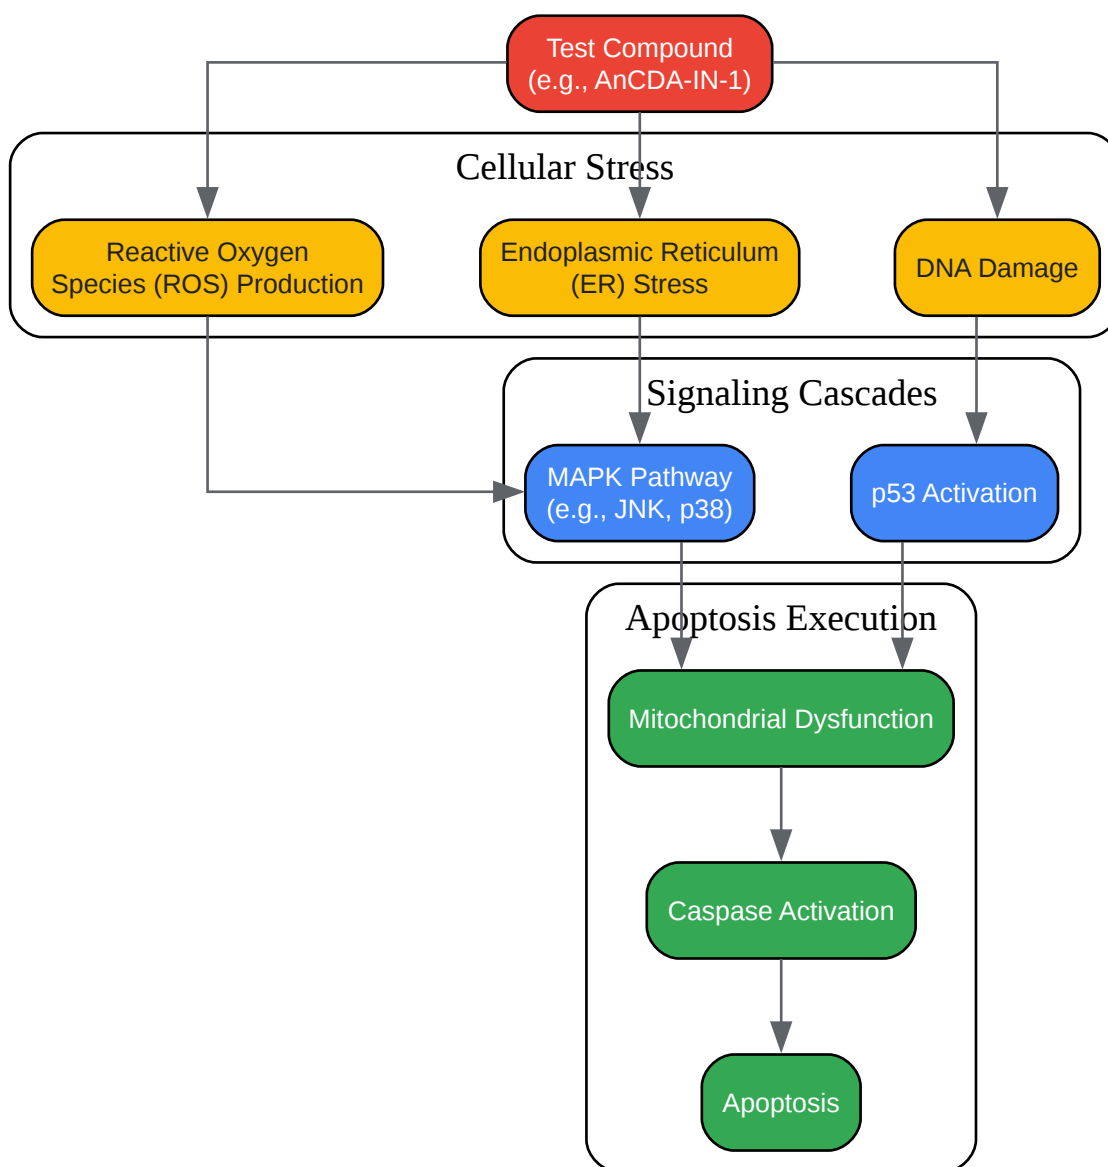 Test Compound
(e.g., AnCDA-IN-1)
Cellular Stress
Reactive Oxygen
Species (ROS) Production
Endoplasmic Reticulum
(ER) Stress
DNA Damage
Signaling Cascades
MAPK Pathway
(e.g., JNK, p38)
p53 Activation
Apoptosis Execution
Mitochondrial Dysfunction
Caspase Activation
Apoptosis